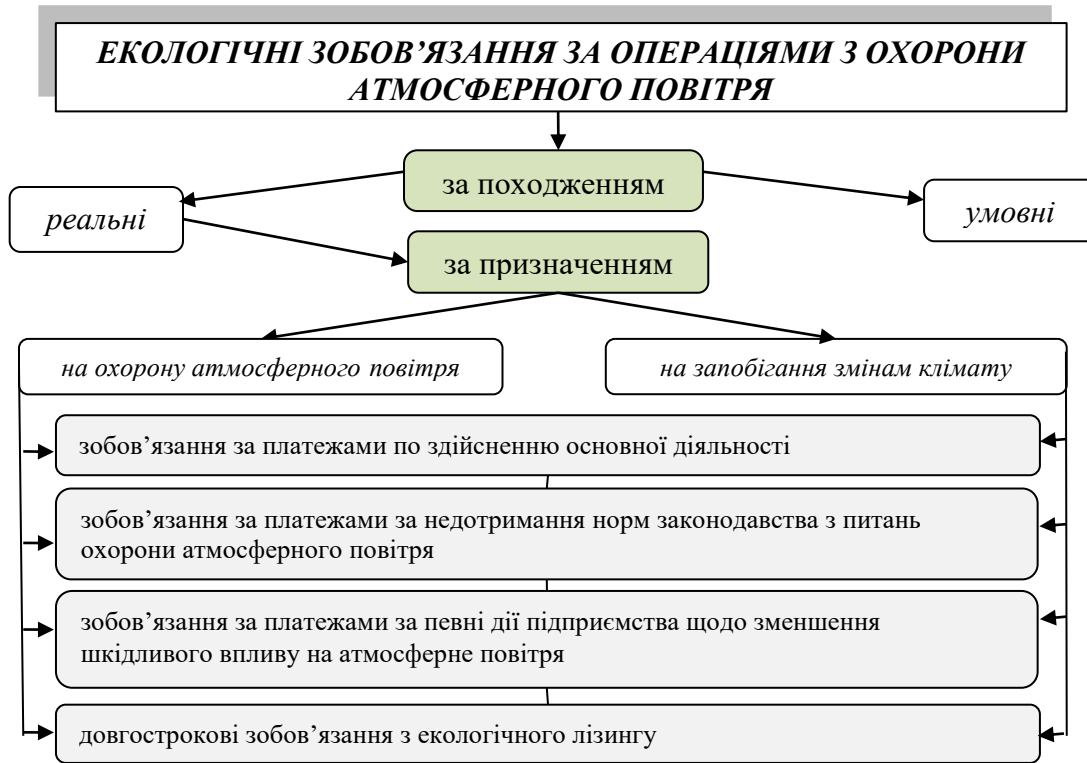 ЕКОЛОГІЧНІ ЗОБОВ’ЯЗАННЯ ЗА ОПЕРАЦІЯМИ З ОХОРОНИ
АТМОСФЕРНОГО ПОВІТРЯ
за походженням
реальні
умовні
за призначенням
на охорону атмосферного повітря
на запобігання змінам клімату
зобов’язання за платежами по здійсненню основної діяльності
зобов’язання за платежами за недотримання норм законодавства з питань
охорони атмосферного повітря
зобов’язання за платежами за певні дії підприємства щодо зменшення
шкідливого впливу на атмосферне повітря
довгострокові зобов’язання з екологічного лізингу